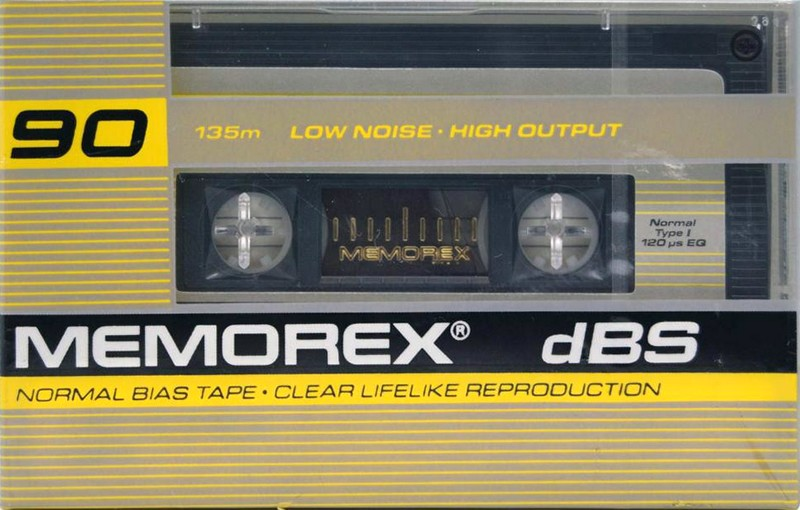 90
135m LOW NOISE · HIGH OUTPUT
MEMOREX
Normal
Type I
120 µs EQ
MEMOREX® dBS
NORMAL BIAS TAPE · CLEAR LIFELIKE REPRODUCTION